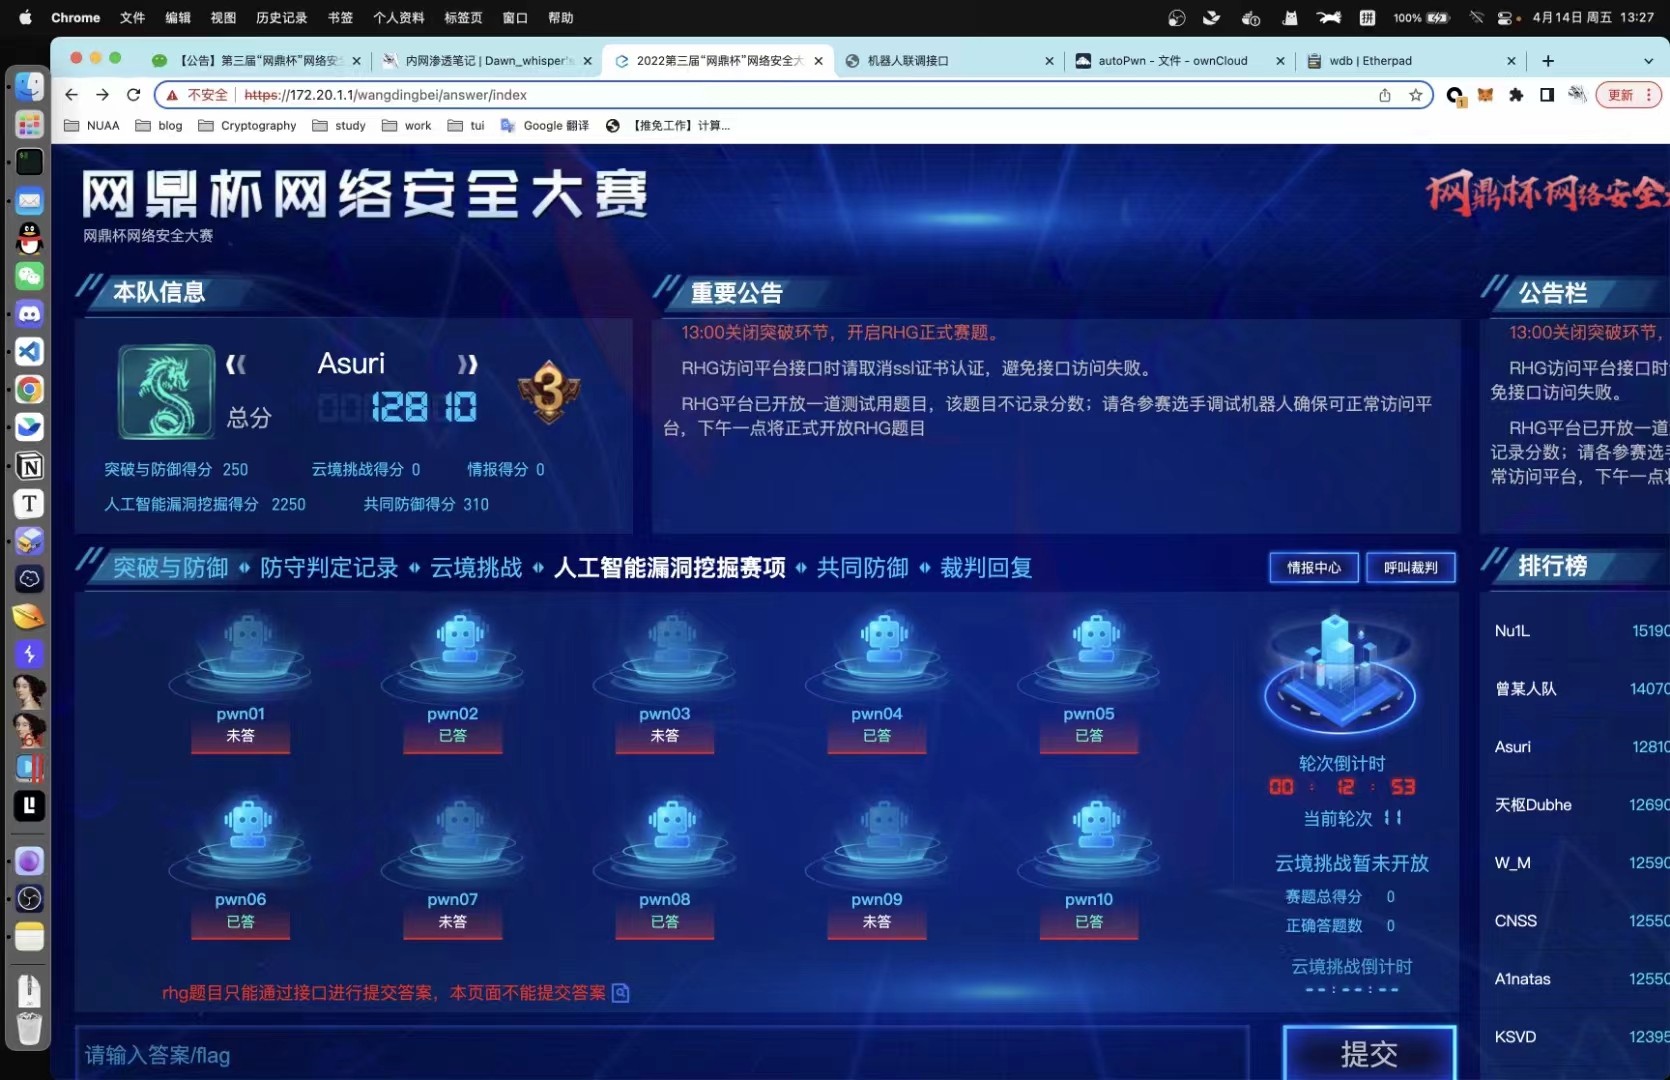 Chrome 文件 编辑 视图 历史记录 书签 个人资料 标签页 窗口 帮助 拼 100% 4月14日 周五 13:27
【公告】第三届“网鼎杯”网络安 内网渗透笔记 | Dawn_whisper's 2022第三届“网鼎杯”网络安全大 机器人联调接口 autoPwn - 文件 - ownCloud wdb | Etherpad
不安全 https://172.20.1.1/wangdingbei/answer/index 更新
NUAA blog Cryptography study work tui Google 翻译 【推免工作】计算...
网鼎杯网络安全大赛 网鼎杯网络安全
网鼎杯网络安全大赛
本队信息 重要公告 公告栏
13:00关闭突破环节，开启RHG正式赛题。
RHG访问平台接口时请取消ssl证书认证，避免接口访问失败。
RHG平台已开放一道测试用题目，该题目不记录分数；请各参赛选手调试机器人确保可正常访问平
台，下午一点将正式开放RHG题目
13:00关闭突破环节，
RHG访问平台接口时
免接口访问失败。
RHG平台已开放一道
记录分数；请各参赛选手
常访问平台，下午一点将
Asuri
总分 12810
3
突破与防御得分 250 云境挑战得分 0 情报得分 0
人工智能漏洞挖掘得分 2250 共同防御得分 310
突破与防御 防守判定记录 云境挑战 人工智能漏洞挖掘赛项 共同防御 裁判回复 情报中心 呼叫裁判
排行榜
pwn01 pwn02 pwn03 pwn04 pwn05
未答 已答 未答 已答 已答
pwn06 pwn07 pwn08 pwn09 pwn10
已答 未答 已答 未答 已答
轮次倒计时
00 : 12 : 53
当前轮次 11
云境挑战暂未开放
赛题总得分 0
正确答题数 0
云境挑战倒计时
--:--:--
Nu1L 15190
曾某人队 14070
Asuri 12810
天枢Dubhe 12690
W_M 12590
CNSS 12550
A1natas 12550
KSVD 12395
rhg题目只能通过接口进行提交答案，本页面不能提交答案
请输入答案/flag 提交